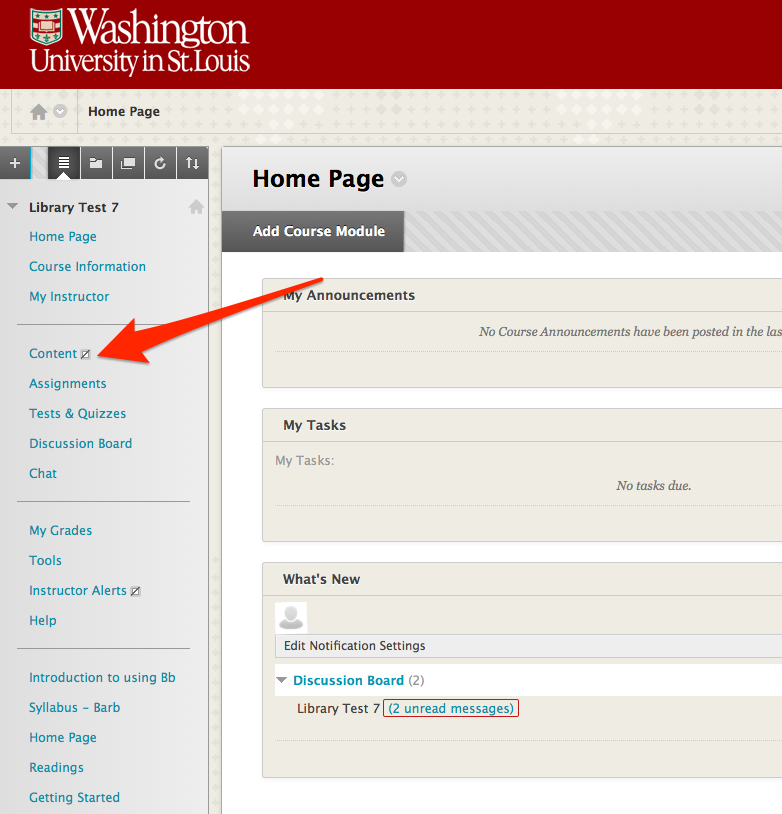 Washington
University in St.Louis
Home Page
Library Test 7
Home Page
Course Information
My Instructor
Content
Assignments
Tests & Quizzes
Discussion Board
Chat
My Grades
Tools
Instructor Alerts
Help
Introduction to using Bb
Syllabus – Barb
Home Page
Readings
Getting Started
Home Page
Add Course Module
My Announcements
No Course Announcements have been posted in the las
My Tasks
My Tasks:
No tasks due.
What's New
Edit Notification Settings
Discussion Board (2)
Library Test 7 (2 unread messages)